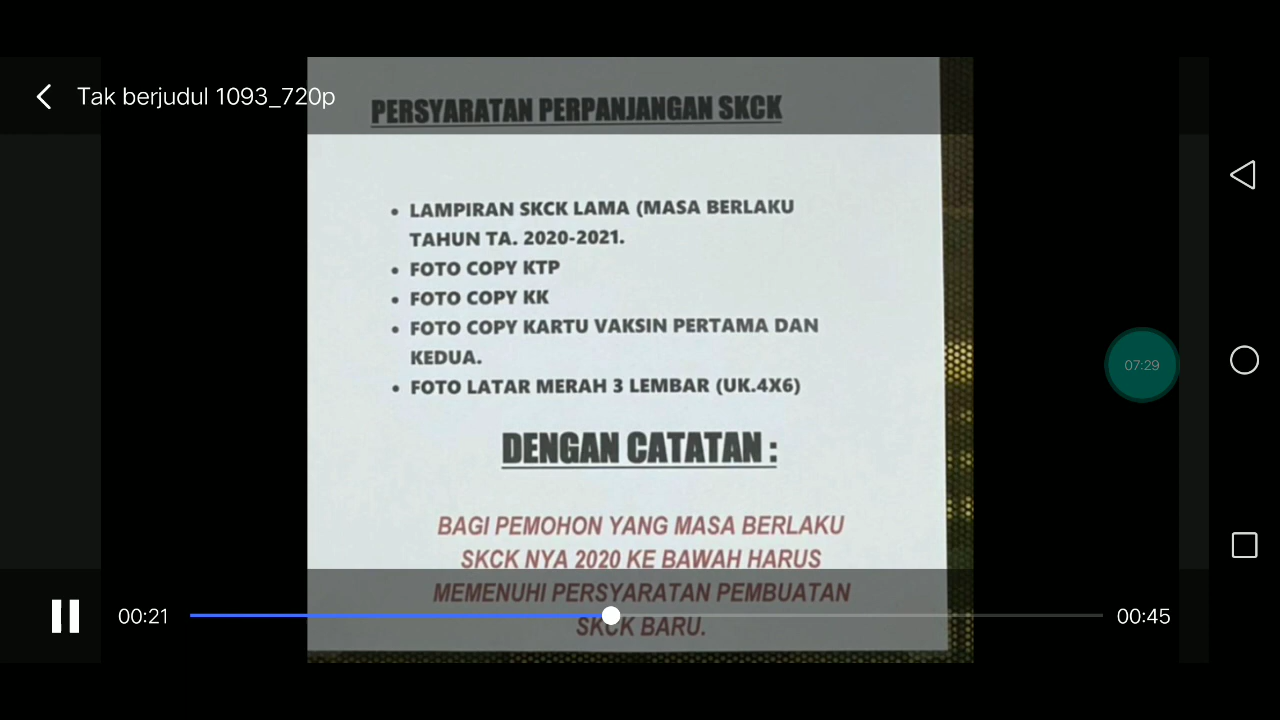 Tak berjudul 1093_720p
PERSYARATAN PERPANJANGAN SKCK
• LAMPIRAN SKCK LAMA (MASA BERLAKU
TAHUN TA. 2020-2021.
• FOTO COPY KTP
• FOTO COPY KK
• FOTO COPY KARTU VAKSIN PERTAMA DAN
KEDUA.
• FOTO LATAR MERAH 3 LEMBAR (UK.4X6)
07:29
DENGAN CATATAN :
BAGI PEMOHON YANG MASA BERLAKU
SKCK NYA 2020 KE BAWAH HARUS
MEMENUHI PERSYARATAN PEMBUATAN
SKCK BARU.
00:21
00:45